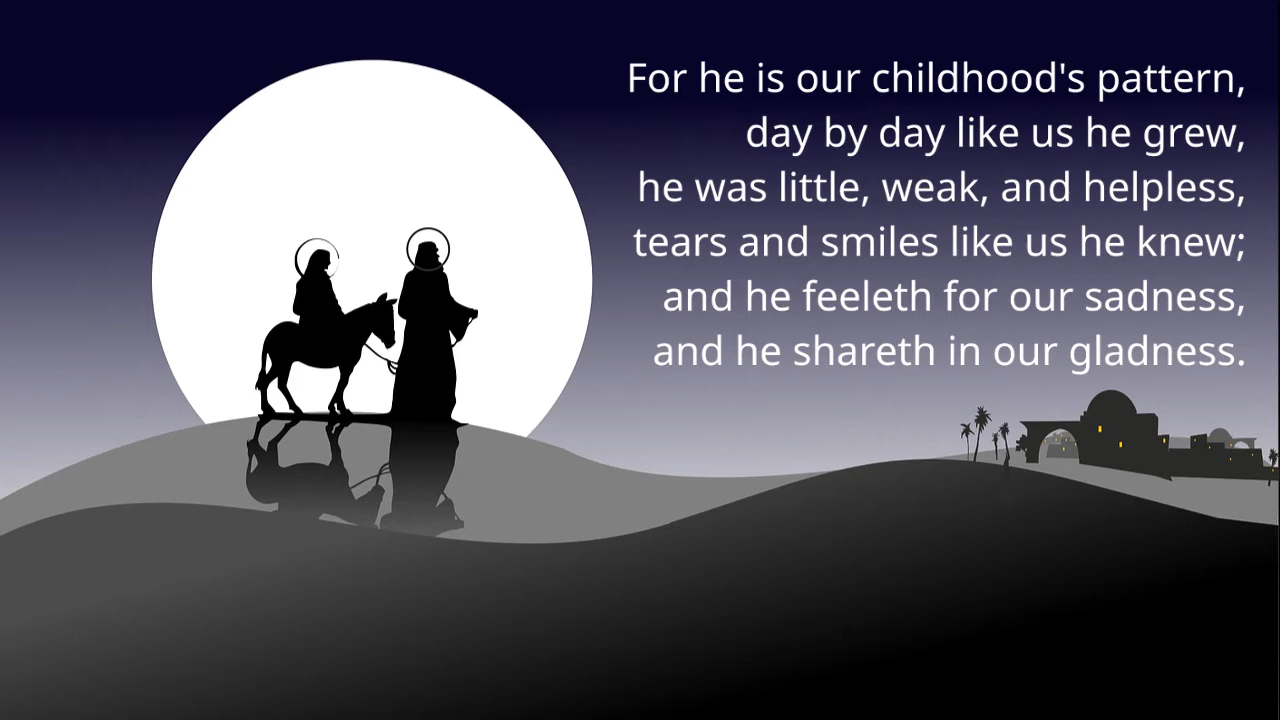 For he is our childhood's pattern,
day by day like us he grew,
he was little, weak, and helpless,
tears and smiles like us he knew;
and he feeleth for our sadness,
and he shareth in our gladness.